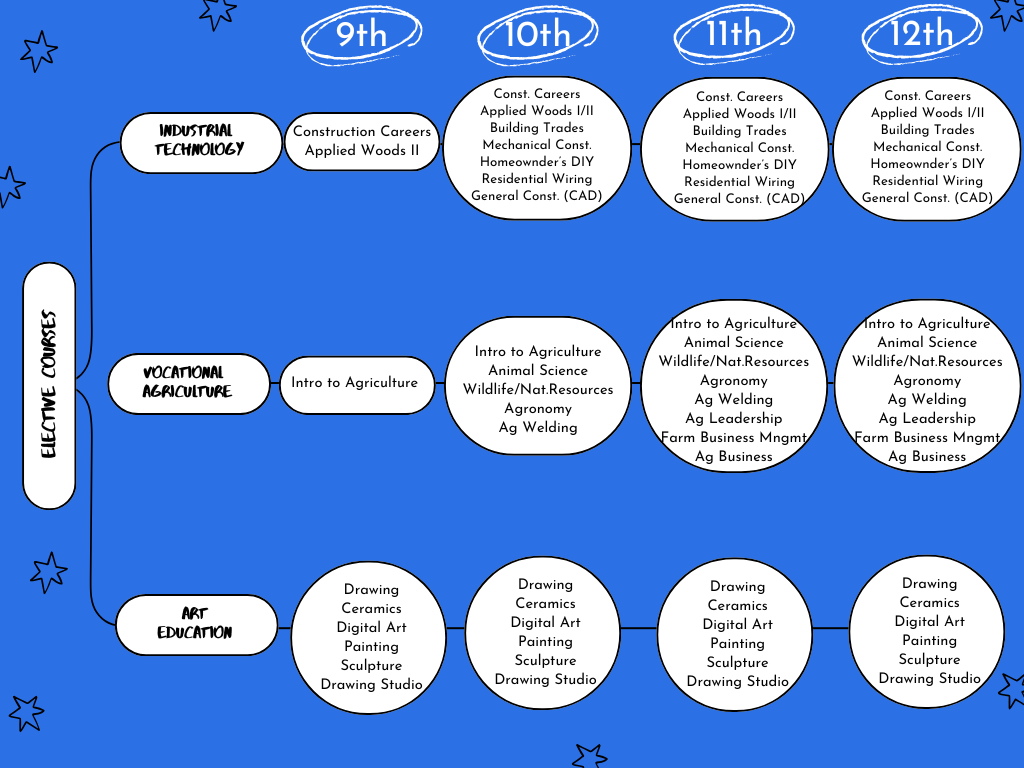 9th
10th
11th
12th
ELECTIVE COURSES
INDUSTRIAL
TECHNOLOGY
Construction Careers
Applied Woods II
Const. Careers
Applied Woods I/II
Building Trades
Mechanical Const.
Homeownder's DIY
Residential Wiring
General Const. (CAD)
Const. Careers
Applied Woods I/II
Building Trades
Mechanical Const.
Homeownder's DIY
Residential Wiring
General Const. (CAD)
Const. Careers
Applied Woods I/II
Building Trades
Mechanical Const.
Homeownder's DIY
Residential Wiring
General Const. (CAD)
VOCATIONAL
AGRICULTURE
Intro to Agriculture
Intro to Agriculture
Animal Science
Wildlife/Nat.Resources
Agronomy
Ag Welding
Intro to Agriculture
Animal Science
Wildlife/Nat.Resources
Agronomy
Ag Welding
Ag Leadership
Farm Business Mngmt
Ag Business
Intro to Agriculture
Animal Science
Wildlife/Nat.Resources
Agronomy
Ag Welding
Ag Leadership
Farm Business Mngmt
Ag Business
ART
EDUCATION
Drawing
Ceramics
Digital Art
Painting
Sculpture
Drawing Studio
Drawing
Ceramics
Digital Art
Painting
Sculpture
Drawing Studio
Drawing
Ceramics
Digital Art
Painting
Sculpture
Drawing Studio
Drawing
Ceramics
Digital Art
Painting
Sculpture
Drawing Studio